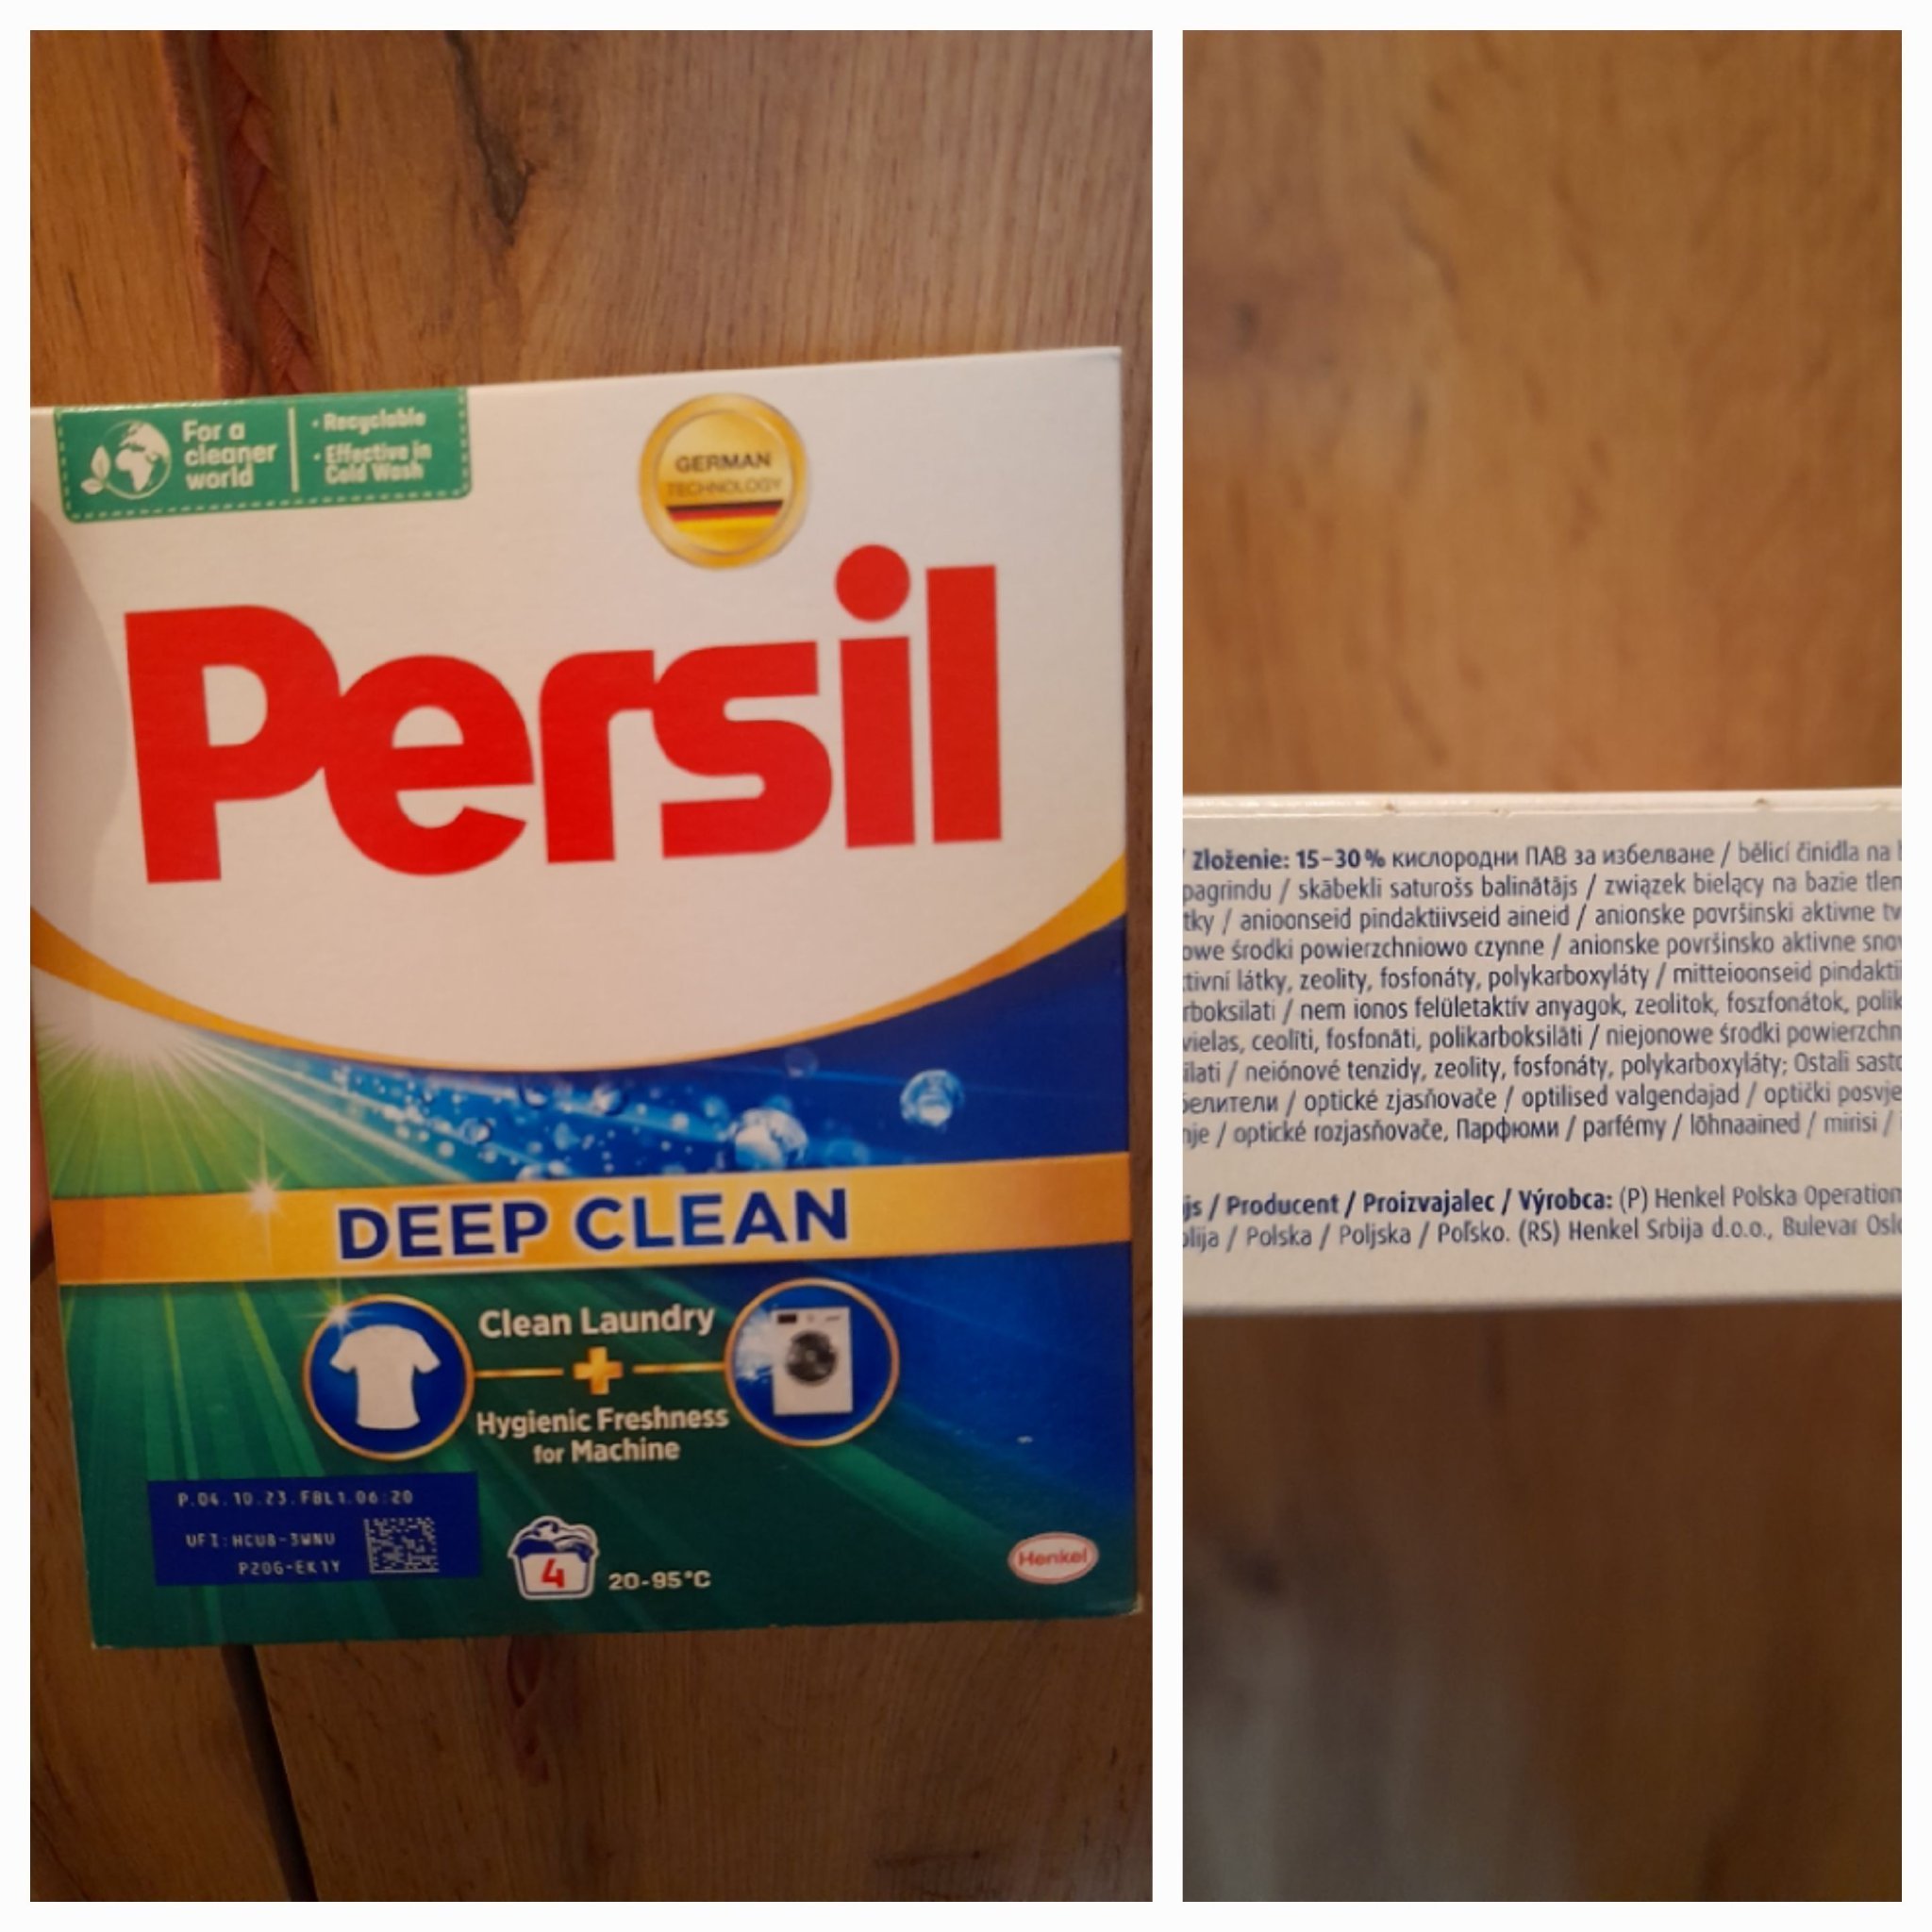 For a
cleaner
world
• Recyclable
• Effective in
Cold Wash
GERMAN
TECHNOLOGY
Persil
DEEP CLEAN
Clean Laundry
Hygienic Freshness
for Machine
P.04.10.23.FBL1.06:20
UFI:HCU8-3WNU
P20G-EK1Y
4
20-95°C
Henkel
/ Zloženie: 15–30% кислородни ПАВ за избелване / bělicí činidla na
pagrindu / skābekli saturošs balinātājs / związek bielący na bazie tlen
tky / anioonseid pindaktiivseid aineid / anionske površinski aktivne tv
owe środki powierzchniowo czynne / anionske površinsko aktivne snov
tivní látky, zeolity, fosfonáty, polykarboxyláty / mitteioonseid pindakti
rboksilati / nem ionos felületaktív anyagok, zeolitok, foszfonátok, polik
vielas, ceolīti, fosfonāti, polikarboksilāti / niejonowe środki powierzchn
ilati / neiónové tenzidy, zeolity, fosfonáty, polykarboxyláty; Ostali sasto
белители / optické zjasňovače / optilised valgendajad / optički posvje
nje / optické rozjasňovače, Парфюми / parfémy / lõhnaained / mirisi /
js / Producent / Proizvajalec / Výrobca: (P) Henkel Polska Operation
olija / Polska / Poljska / Poľsko. (RS) Henkel Srbija d.o.o., Bulevar Oslo